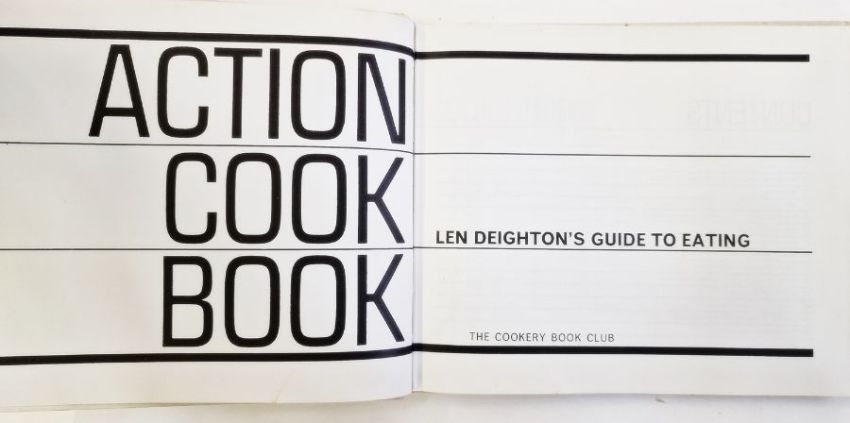 ACTION
COOK
BOOK
LEN DEIGHTON'S GUIDE TO EATING
THE COOKERY BOOK CLUB